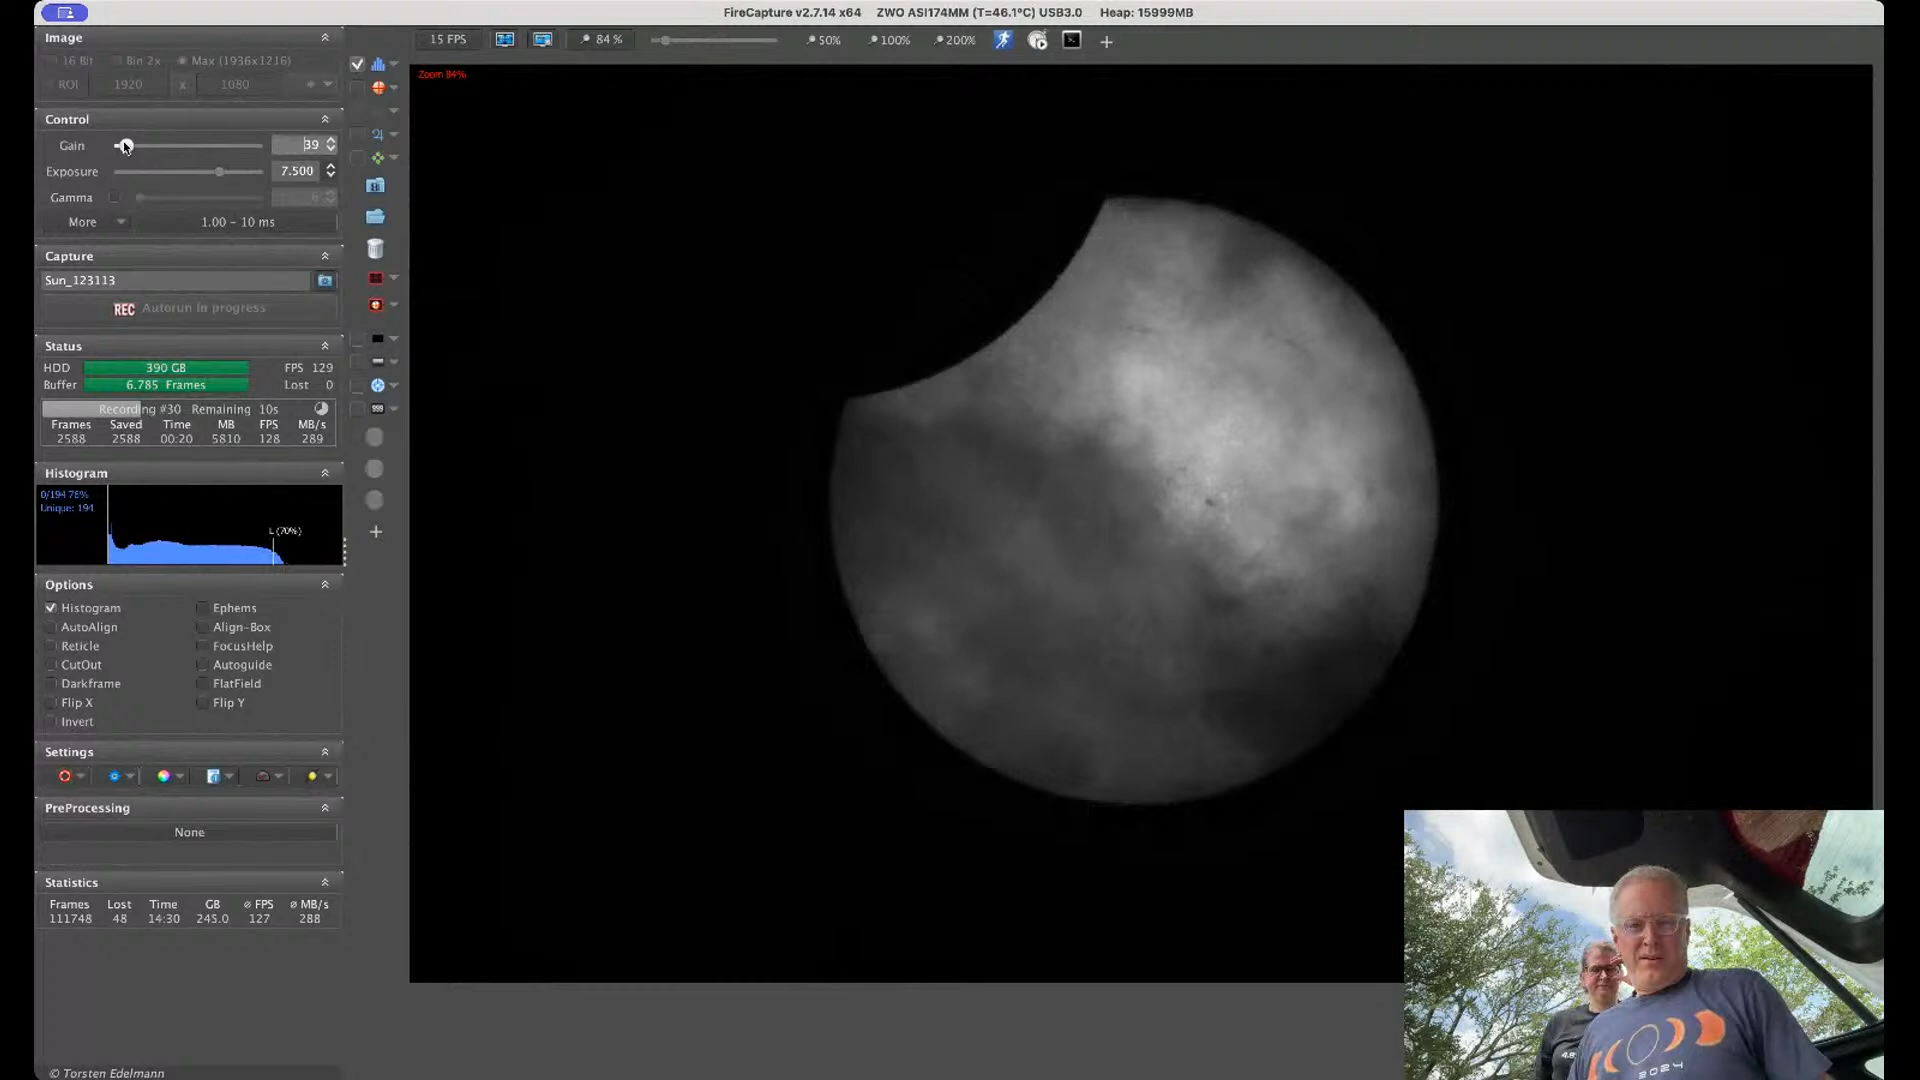 FireCapture v2.7.14 x64 ZWO ASI174MM (T=46.1°C) USB3.0 Heap: 15999MB
Image
16 Bit Bin 2x Max (1936x1216)
ROI 1920 x 1080
15 FPS 84 % 50% 100% 200%
Zoom 84%
Control
Gain 39
Exposure 7.500
Gamma 6
More 1.00 - 10 ms
Capture
Sun_123113
REC Autorun in progress
Status
HDD 390 GB FPS 129
Buffer 6.785 Frames Lost 0
Recording #30 Remaining 10s
Frames Saved Time MB FPS MB/s
2588 2588 00:20 5810 128 289
999
Histogram
0/194 76%
Unique: 194
L (70%)
Options
Histogram Ephems
AutoAlign Align-Box
Reticle FocusHelp
CutOut Autoguide
Darkframe FlatField
Flip X Flip Y
Invert
Settings
PreProcessing
None
Statistics
Frames Lost Time GB ø FPS ø MB/s
111748 48 14:30 245.0 127 288
© Torsten Edelmann
4.8
2024